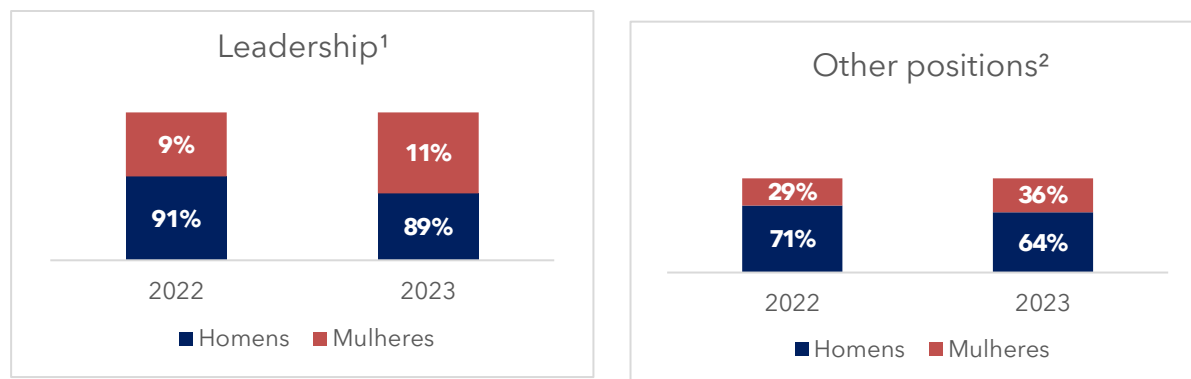 Leadership¹
9%
11%
91%
89%
2022 2023
Homens Mulheres
Other positions²
29%
36%
71%
64%
2022 2023
Homens Mulheres